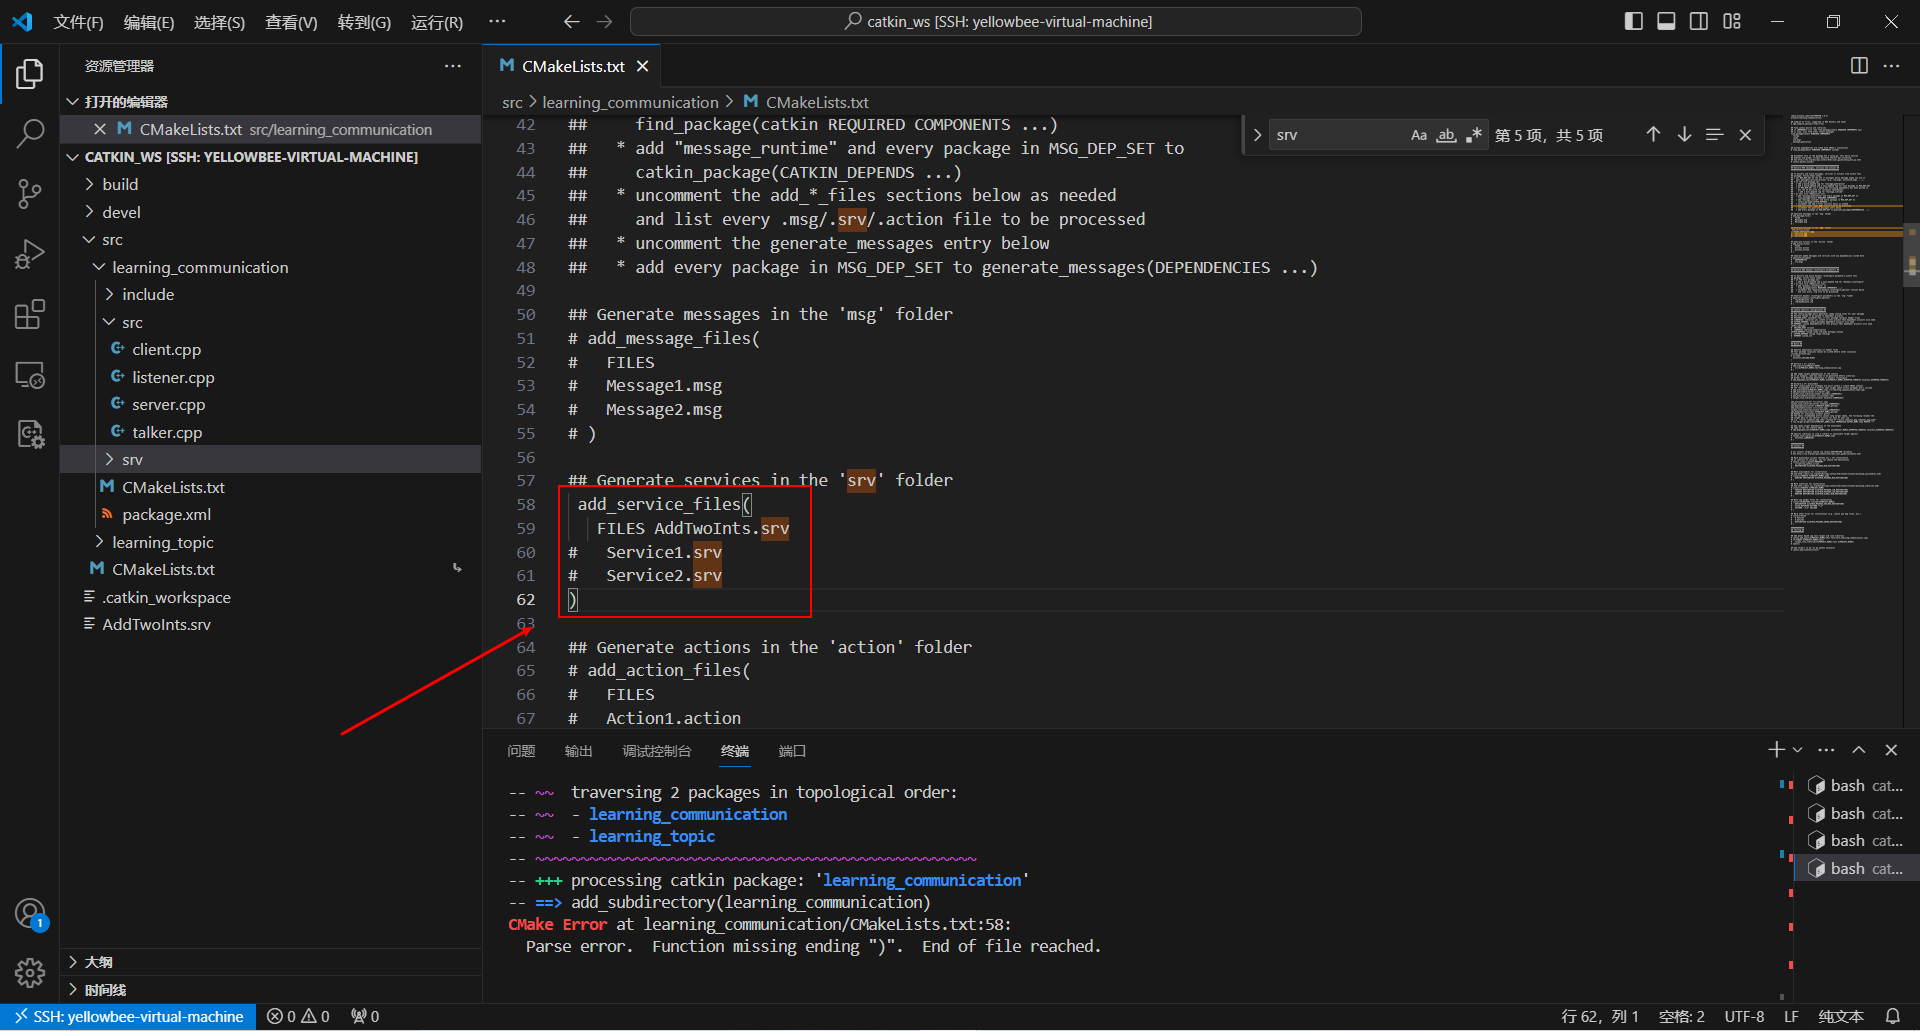 文件(F) 编辑(E) 选择(S) 查看(V) 转到(G) 运行(R) ···
catkin_ws [SSH: yellowbee-virtual-machine]
资源管理器
打开的编辑器
CMakeLists.txt src/learning_communication
CATKIN_WS [SSH: YELLOWBEE-VIRTUAL-MACHINE]
build
devel
src
learning_communication
include
src
client.cpp
listener.cpp
server.cpp
talker.cpp
srv
CMakeLists.txt
package.xml
learning_topic
CMakeLists.txt
.catkin_workspace
AddTwoInts.srv
大纲
时间线
1
CMakeLists.txt
src > learning_communication > CMakeLists.txt
srv Aa ab 第 5 项，共 5 项
42 ## find_package(catkin REQUIRED COMPONENTS ...)
43 ## * add "message_runtime" and every package in MSG_DEP_SET to
44 ## catkin_package(CATKIN_DEPENDS ...)
45 ## * uncomment the add_*_files sections below as needed
46 ## and list every .msg/.srv/.action file to be processed
47 ## * uncomment the generate_messages entry below
48 ## * add every package in MSG_DEP_SET to generate_messages(DEPENDENCIES ...)
49
50 ## Generate messages in the 'msg' folder
51 # add_message_files(
52 # FILES
53 # Message1.msg
54 # Message2.msg
55 # )
56
57 ## Generate services in the 'srv' folder
58 add_service_files(
59 FILES AddTwoInts.srv
60 # Service1.srv
61 # Service2.srv
62 )
63
64 ## Generate actions in the 'action' folder
65 # add_action_files(
66 # FILES
67 # Action1.action
问题 输出 调试控制台 终端 端口
-- ~~ traversing 2 packages in topological order:
-- ~~ - learning_communication
-- ~~ - learning_topic
-- ~~~~~~~~~~~~~~~~~~~~~~~~~~~~~~~~~~~~~~~~~~~~~~~~~
-- +++ processing catkin package: 'learning_communication'
-- ==> add_subdirectory(learning_communication)
CMake Error at learning_communication/CMakeLists.txt:58:
Parse error. Function missing ending ")". End of file reached.
bash cat...
bash cat...
bash cat...
bash cat...
SSH: yellowbee-virtual-machine 0 0 0 行 62，列 1 空格: 2 UTF-8 LF 纯文本